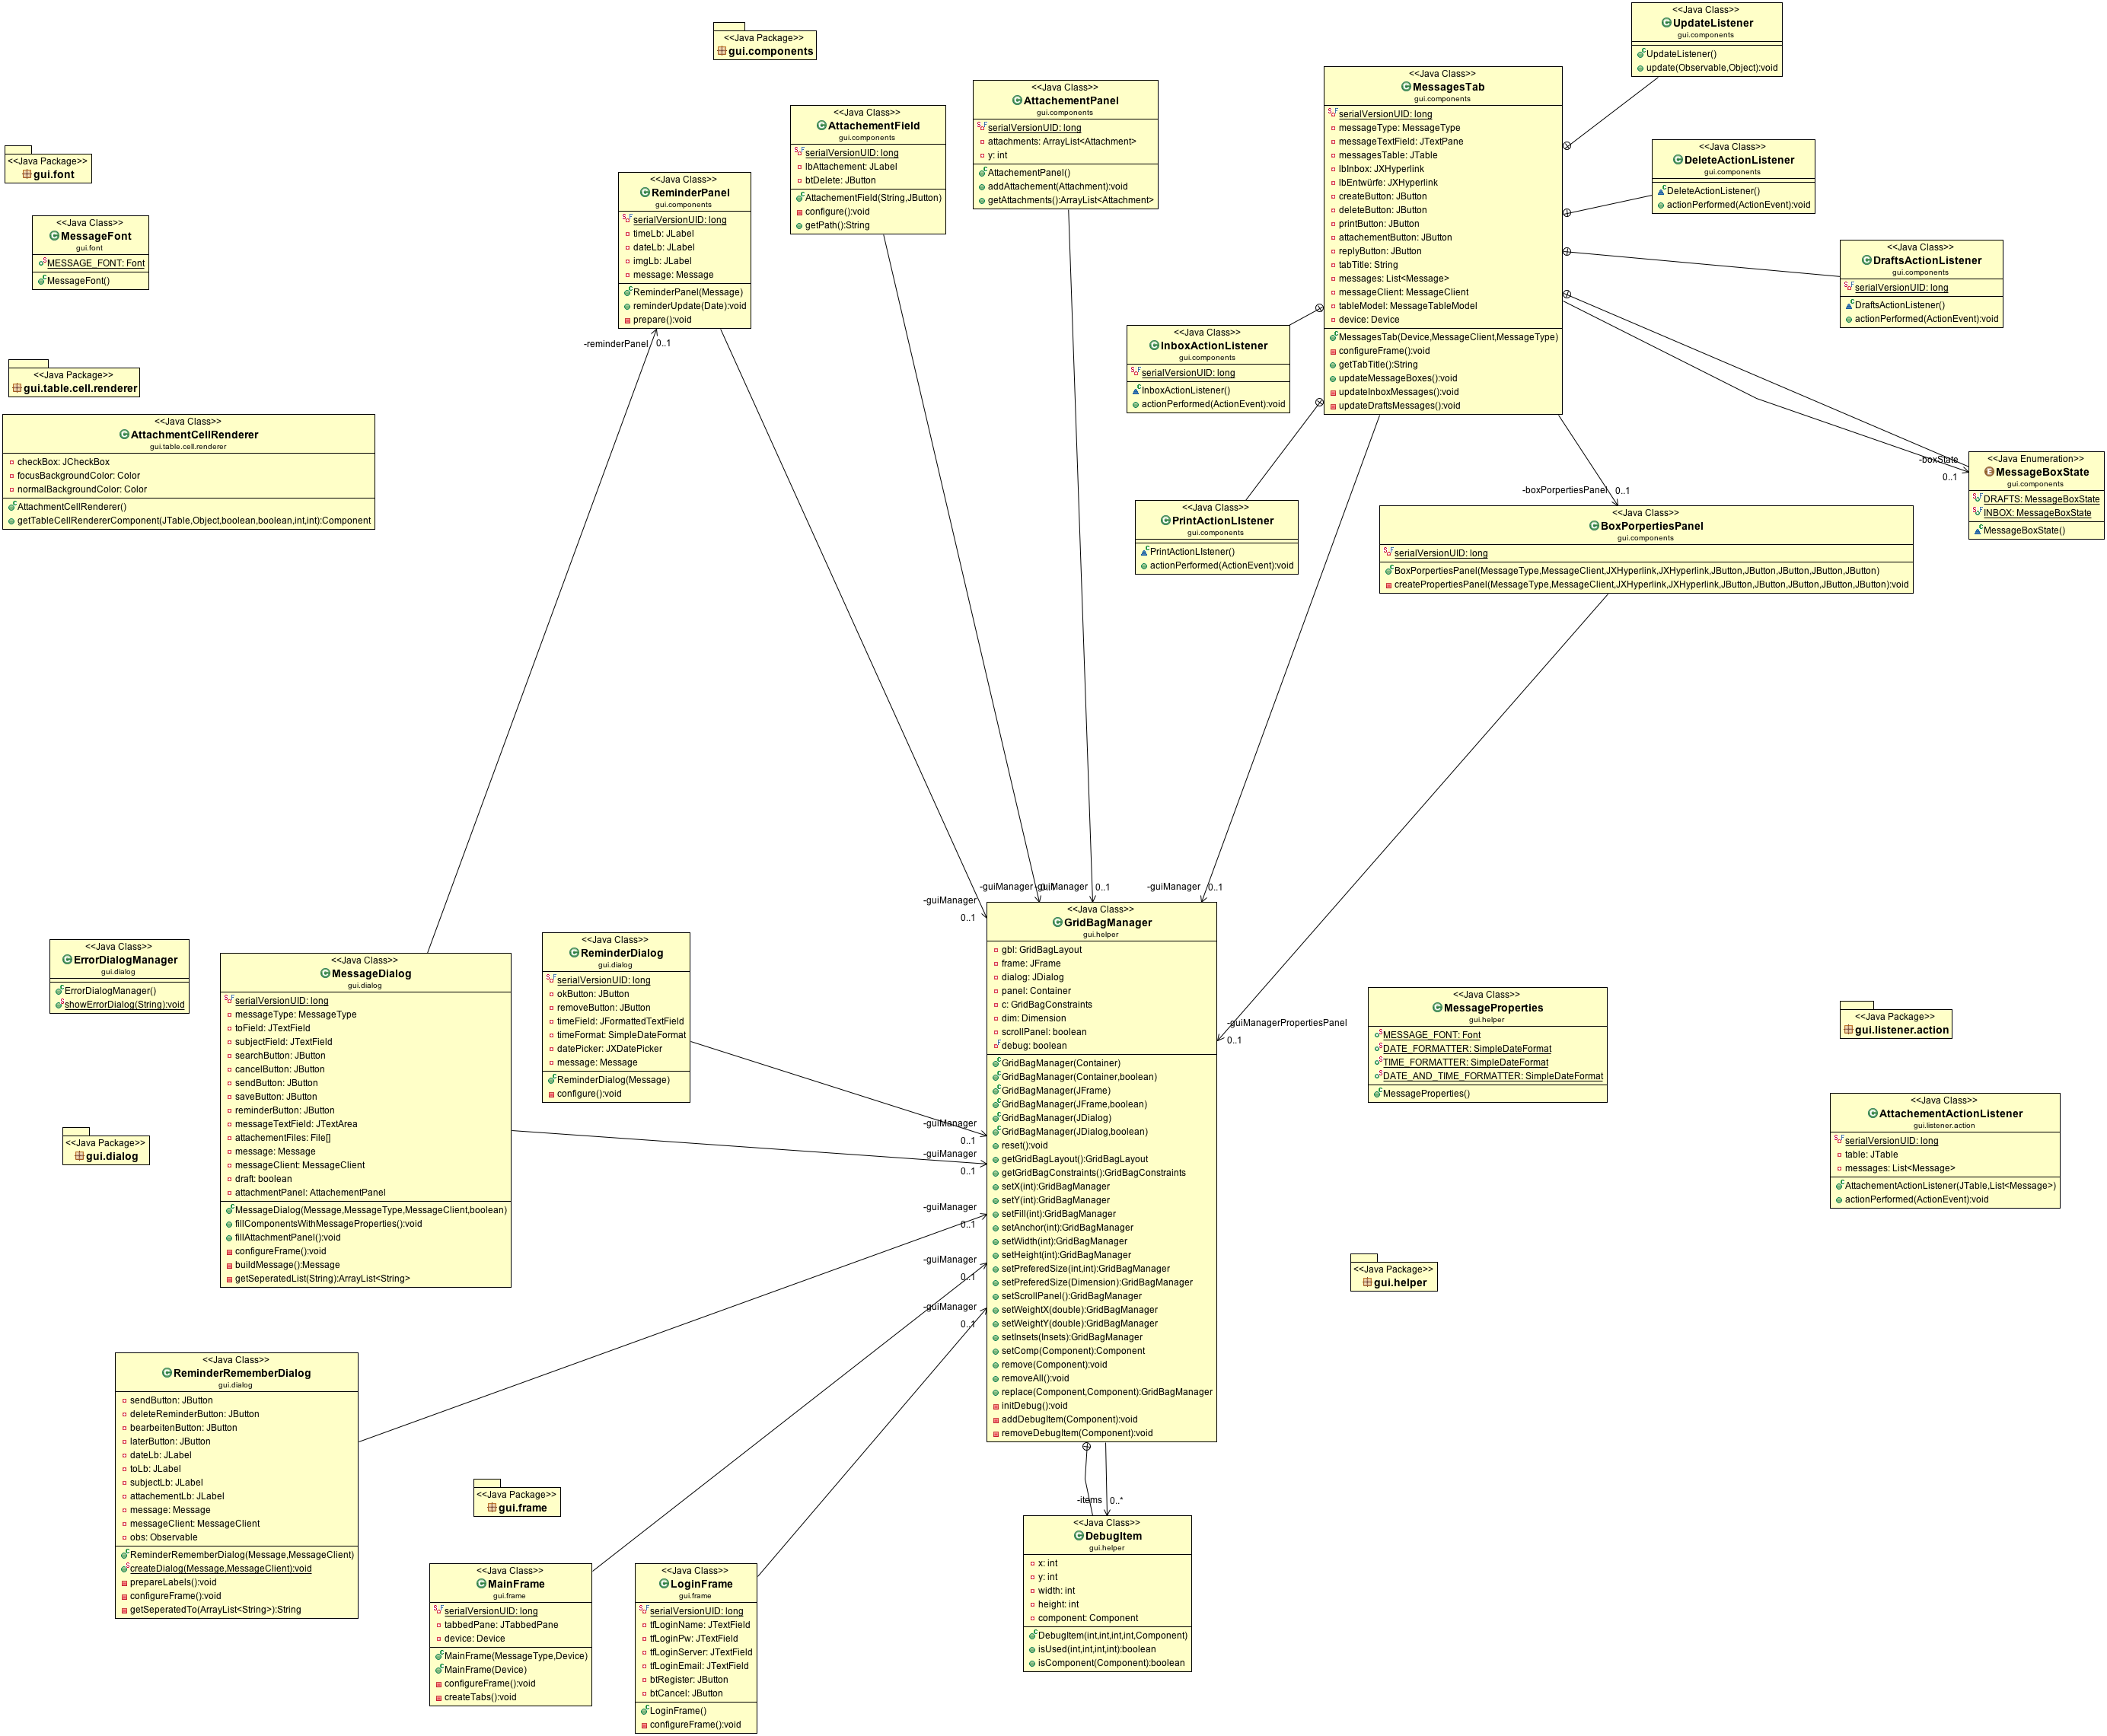 <<Java Package>>
gui.components
<<Java Class>>
UpdateListener
gui.components
UpdateListener()
update(Observable,Object):void
<<Java Class>>
MessagesTab
gui.components
serialVersionUID: long
messageType: MessageType
messageTextField: JTextPane
messagesTable: JTable
lbInbox: JXHyperlink
lbEntwürfe: JXHyperlink
createButton: JButton
deleteButton: JButton
printButton: JButton
attachementButton: JButton
replyButton: JButton
tabTitle: String
messages: List<Message>
messageClient: MessageClient
tableModel: MessageTableModel
device: Device
MessagesTab(Device,MessageClient,MessageType)
configureFrame():void
getTabTitle():String
updateMessageBoxes():void
updateInboxMessages():void
updateDraftsMessages():void
<<Java Class>>
AttachementPanel
gui.components
serialVersionUID: long
attachments: ArrayList<Attachment>
y: int
AttachementPanel()
addAttachement(Attachment):void
getAttachments():ArrayList<Attachment>
<<Java Class>>
AttachementField
gui.components
serialVersionUID: long
lbAttachement: JLabel
btDelete: JButton
AttachementField(String,JButton)
configure():void
getPath():String
<<Java Class>>
DeleteActionListener
gui.components
DeleteActionListener()
actionPerformed(ActionEvent):void
<<Java Package>>
gui.font
<<Java Class>>
ReminderPanel
gui.components
serialVersionUID: long
timeLb: JLabel
dateLb: JLabel
imgLb: JLabel
message: Message
ReminderPanel(Message)
reminderUpdate(Date):void
prepare():void
<<Java Class>>
MessageFont
gui.font
MESSAGE_FONT: Font
MessageFont()
<<Java Class>>
DraftsActionListener
gui.components
serialVersionUID: long
DraftsActionListener()
actionPerformed(ActionEvent):void
<<Java Class>>
InboxActionListener
gui.components
serialVersionUID: long
InboxActionListener()
actionPerformed(ActionEvent):void
-reminderPanel
0..1
<<Java Package>>
gui.table.cell.renderer
<<Java Class>>
AttachmentCellRenderer
gui.table.cell.renderer
checkBox: JCheckBox
focusBackgroundColor: Color
normalBackgroundColor: Color
AttachmentCellRenderer()
getTableCellRendererComponent(JTable,Object,boolean,boolean,int,int):Component
-boxState
0..1
<<Java Enumeration>>
MessageBoxState
gui.components
DRAFTS: MessageBoxState
INBOX: MessageBoxState
MessageBoxState()
-boxPorpertiesPanel
0..1
<<Java Class>>
PrintActionLIstener
gui.components
PrintActionLIstener()
actionPerformed(ActionEvent):void
<<Java Class>>
BoxPorpertiesPanel
gui.components
serialVersionUID: long
BoxPorpertiesPanel(MessageType,MessageClient,JXHyperlink,JXHyperlink,JButton,JButton,JButton,JButton,JButton)
createPropertiesPanel(MessageType,MessageClient,JXHyperlink,JXHyperlink,JButton,JButton,JButton,JButton,JButton):void
-guiManager
0..1
-guiManager
0..1
-guiManager
0..1
-guiManager
0..1
-guiManagerPropertiesPanel
0..1
<<Java Class>>
GridBagManager
gui.helper
gbl: GridBagLayout
frame: JFrame
dialog: JDialog
panel: Container
c: GridBagConstraints
dim: Dimension
scrollPanel: boolean
debug: boolean
GridBagManager(Container)
GridBagManager(Container,boolean)
GridBagManager(JFrame)
GridBagManager(JFrame,boolean)
GridBagManager(JDialog)
GridBagManager(JDialog,boolean)
reset():void
getGridBagLayout():GridBagLayout
getGridBagConstraints():GridBagConstraints
setX(int):GridBagManager
setY(int):GridBagManager
setFill(int):GridBagManager
setAnchor(int):GridBagManager
setWidth(int):GridBagManager
setHeight(int):GridBagManager
setPreferedSize(int,int):GridBagManager
setPreferedSize(Dimension):GridBagManager
setScrollPanel():GridBagManager
setWeightX(double):GridBagManager
setWeightY(double):GridBagManager
setInsets(Insets):GridBagManager
setComp(Component):Component
remove(Component):void
removeAll():void
replace(Component,Component):GridBagManager
initDebug():void
addDebugItem(Component):void
removeDebugItem(Component):void
<<Java Class>>
ErrorDialogManager
gui.dialog
ErrorDialogManager()
showErrorDialog(String):void
<<Java Class>>
MessageDialog
gui.dialog
serialVersionUID: long
messageType: MessageType
toField: JTextField
subjectField: JTextField
searchButton: JButton
cancelButton: JButton
sendButton: JButton
saveButton: JButton
reminderButton: JButton
messageTextField: JTextArea
attachementFiles: File[]
message: Message
messageClient: MessageClient
draft: boolean
attachmentPanel: AttachementPanel
MessageDialog(Message,MessageType,MessageClient,boolean)
fillComponentsWithMessageProperties():void
fillAttachmentPanel():void
configureFrame():void
buildMessage():Message
getSeperatedList(String):ArrayList<String>
<<Java Class>>
ReminderDialog
gui.dialog
serialVersionUID: long
okButton: JButton
removeButton: JButton
timeField: JFormattedTextField
timeFormat: SimpleDateFormat
datePicker: JXDatePicker
message: Message
ReminderDialog(Message)
configure():void
<<Java Class>>
MessageProperties
gui.helper
MESSAGE_FONT: Font
DATE_FORMATTER: SimpleDateFormat
TIME_FORMATTER: SimpleDateFormat
DATE_AND_TIME_FORMATTER: SimpleDateFormat
MessageProperties()
<<Java Package>>
gui.listener.action
<<Java Class>>
AttachementActionListener
gui.listener.action
serialVersionUID: long
table: JTable
messages: List<Message>
AttachementActionListener(JTable,List<Message>)
actionPerformed(ActionEvent):void
<<Java Package>>
gui.dialog
-guiManager
0..1
-guiManager
0..1
-guiManager
0..1
-guiManager
0..1
-guiManager
0..1
<<Java Package>>
gui.helper
<<Java Class>>
ReminderRememberDialog
gui.dialog
sendButton: JButton
deleteReminderButton: JButton
bearbeitenButton: JButton
laterButton: JButton
dateLb: JLabel
toLb: JLabel
subjectLb: JLabel
attachementLb: JLabel
message: Message
messageClient: MessageClient
obs: Observable
ReminderRememberDialog(Message,MessageClient)
createDialog(Message,MessageClient):void
prepareLabels():void
configureFrame():void
getSeperatedTo(ArrayList<String>):String
<<Java Package>>
gui.frame
-items
0..*
<<Java Class>>
DebugItem
gui.helper
x: int
y: int
width: int
height: int
component: Component
DebugItem(int,int,int,int,Component)
isUsed(int,int,int,int):boolean
isComponent(Component):boolean
<<Java Class>>
MainFrame
gui.frame
serialVersionUID: long
tabbedPane: JTabbedPane
device: Device
MainFrame(MessageType,Device)
MainFrame(Device)
configureFrame():void
createTabs():void
<<Java Class>>
LoginFrame
gui.frame
serialVersionUID: long
tfLoginName: JTextField
tfLoginPw: JTextField
tfLoginServer: JTextField
tfLoginEmail: JTextField
btRegister: JButton
btCancel: JButton
LoginFrame()
configureFrame():void